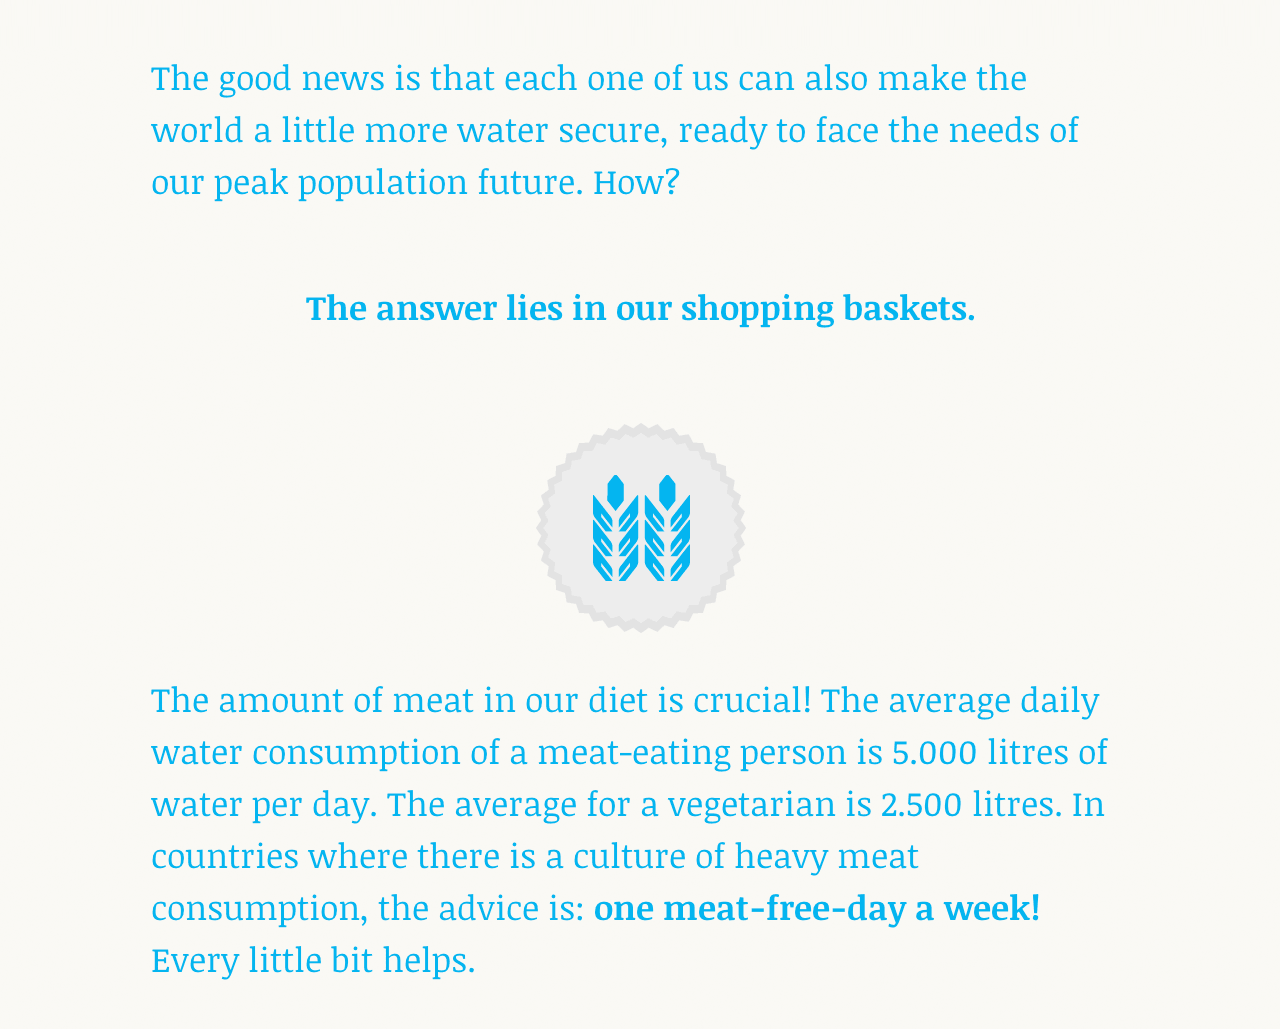 The good news is that each one of us can also make the
world a little more water secure, ready to face the needs of
our peak population future. How?
The answer lies in our shopping baskets.
The amount of meat in our diet is crucial! The average daily
water consumption of a meat-eating person is 5.000 litres of
water per day. The average for a vegetarian is 2.500 litres. In
countries where there is a culture of heavy meat
consumption, the advice is: one meat-free-day a week!
Every little bit helps.